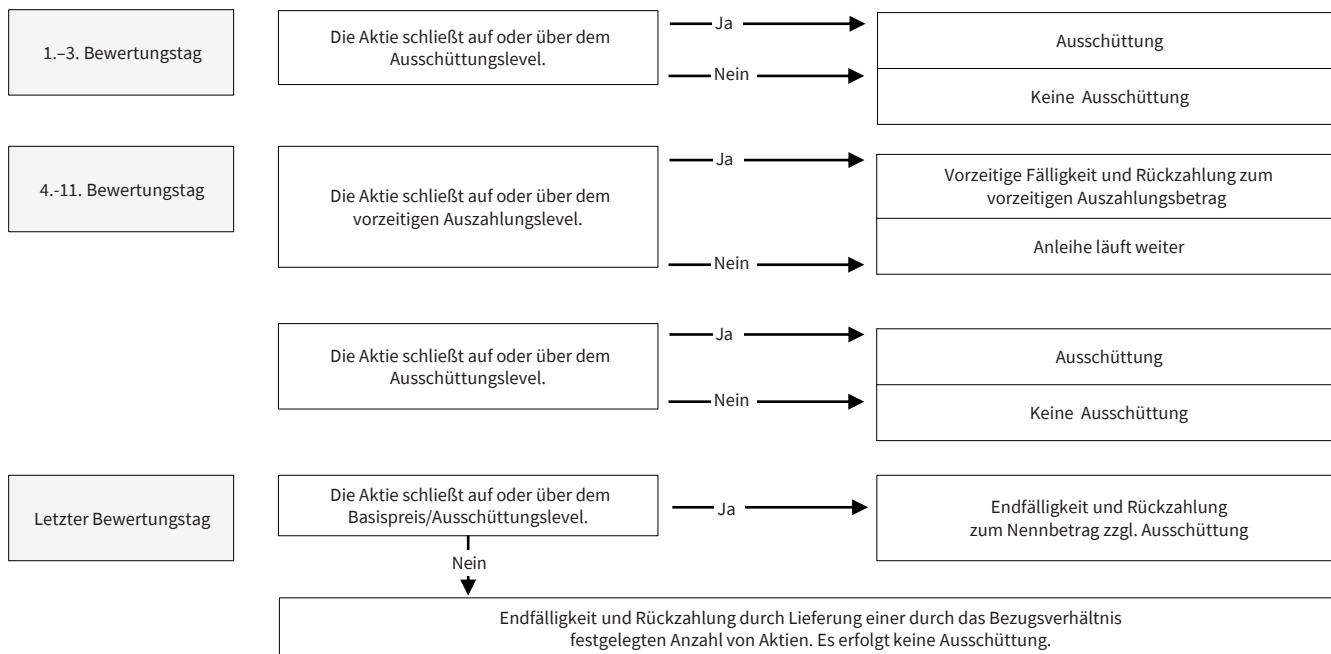 1.–3. Bewertungstag
Die Aktie schließt auf oder über dem
Ausschüttungslevel.
Ja
Nein
Ausschüttung
Keine Ausschüttung
4.-11. Bewertungstag
Die Aktie schließt auf oder über dem
vorzeitigen Auszahlungslevel.
Ja
Nein
Vorzeitige Fälligkeit und Rückzahlung zum
vorzeitigen Auszahlungsbetrag
Anleihe läuft weiter
Die Aktie schließt auf oder über dem
Ausschüttungslevel.
Ja
Nein
Ausschüttung
Keine Ausschüttung
Letzter Bewertungstag
Die Aktie schließt auf oder über dem
Basispreis/Ausschüttungslevel.
Ja
Endfälligkeit und Rückzahlung
zum Nennbetrag zzgl. Ausschüttung
Nein
Endfälligkeit und Rückzahlung durch Lieferung einer durch das Bezugsverhältnis
festgelegten Anzahl von Aktien. Es erfolgt keine Ausschüttung.